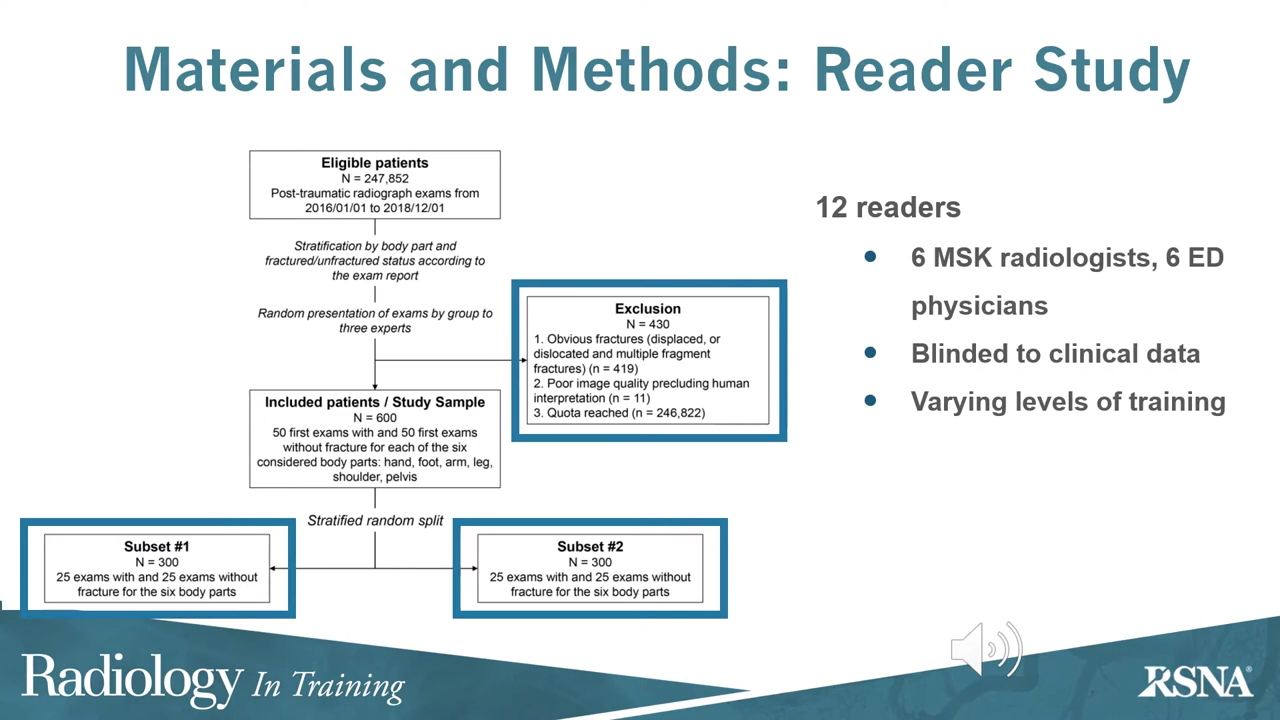 Materials and Methods: Reader Study
Eligible patients
N = 247,852
Post-traumatic radiograph exams from
2016/01/01 to 2018/12/01
Stratification by body part and
fractured/unfractured status according to
the exam report
Random presentation of exams by group to
three experts
Exclusion
N = 430
1. Obvious fractures (displaced, or
dislocated and multiple fragment
fractures) (n = 419)
2. Poor image quality precluding human
interpretation (n = 11)
3. Quota reached (n = 246,822)
Included patients / Study Sample
N = 600
50 first exams with and 50 first exams
without fracture for each of the six
considered body parts: hand, foot, arm, leg,
shoulder, pelvis
Stratified random split
Subset #1
N = 300
25 exams with and 25 exams without
fracture for the six body parts
Subset #2
N = 300
25 exams with and 25 exams without
fracture for the six body parts
12 readers
6 MSK radiologists, 6 ED
physicians
Blinded to clinical data
Varying levels of training
Radiology In Training
RSNA®